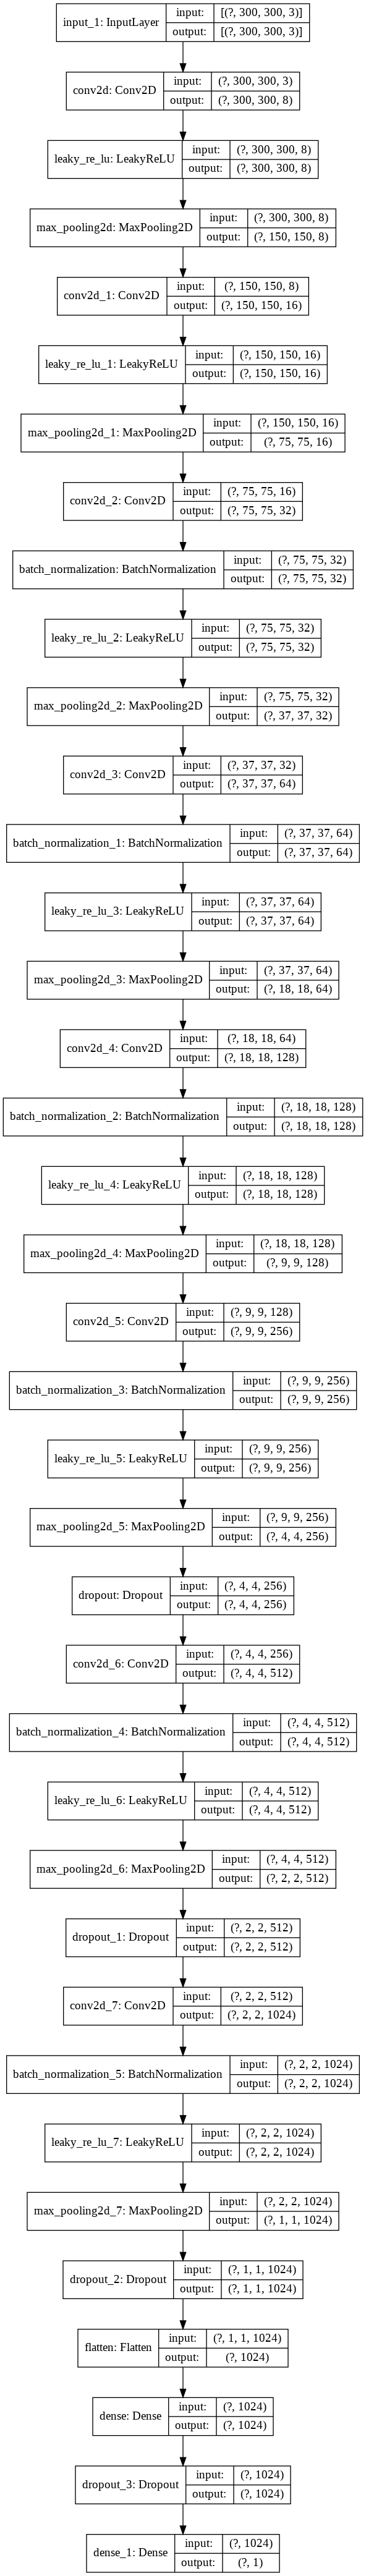 input_1: InputLayer
input: [(?, 300, 300, 3)]
output: [(?, 300, 300, 3)]
conv2d: Conv2D
input: (?, 300, 300, 3)
output: (?, 300, 300, 8)
leaky_re_lu: LeakyReLU
input: (?, 300, 300, 8)
output: (?, 300, 300, 8)
max_pooling2d: MaxPooling2D
input: (?, 300, 300, 8)
output: (?, 150, 150, 8)
conv2d_1: Conv2D
input: (?, 150, 150, 8)
output: (?, 150, 150, 16)
leaky_re_lu_1: LeakyReLU
input: (?, 150, 150, 16)
output: (?, 150, 150, 16)
max_pooling2d_1: MaxPooling2D
input: (?, 150, 150, 16)
output: (?, 75, 75, 16)
conv2d_2: Conv2D
input: (?, 75, 75, 16)
output: (?, 75, 75, 32)
batch_normalization: BatchNormalization
input: (?, 75, 75, 32)
output: (?, 75, 75, 32)
leaky_re_lu_2: LeakyReLU
input: (?, 75, 75, 32)
output: (?, 75, 75, 32)
max_pooling2d_2: MaxPooling2D
input: (?, 75, 75, 32)
output: (?, 37, 37, 32)
conv2d_3: Conv2D
input: (?, 37, 37, 32)
output: (?, 37, 37, 64)
batch_normalization_1: BatchNormalization
input: (?, 37, 37, 64)
output: (?, 37, 37, 64)
leaky_re_lu_3: LeakyReLU
input: (?, 37, 37, 64)
output: (?, 37, 37, 64)
max_pooling2d_3: MaxPooling2D
input: (?, 37, 37, 64)
output: (?, 18, 18, 64)
conv2d_4: Conv2D
input: (?, 18, 18, 64)
output: (?, 18, 18, 128)
batch_normalization_2: BatchNormalization
input: (?, 18, 18, 128)
output: (?, 18, 18, 128)
leaky_re_lu_4: LeakyReLU
input: (?, 18, 18, 128)
output: (?, 18, 18, 128)
max_pooling2d_4: MaxPooling2D
input: (?, 18, 18, 128)
output: (?, 9, 9, 128)
conv2d_5: Conv2D
input: (?, 9, 9, 128)
output: (?, 9, 9, 256)
batch_normalization_3: BatchNormalization
input: (?, 9, 9, 256)
output: (?, 9, 9, 256)
leaky_re_lu_5: LeakyReLU
input: (?, 9, 9, 256)
output: (?, 9, 9, 256)
max_pooling2d_5: MaxPooling2D
input: (?, 9, 9, 256)
output: (?, 4, 4, 256)
dropout: Dropout
input: (?, 4, 4, 256)
output: (?, 4, 4, 256)
conv2d_6: Conv2D
input: (?, 4, 4, 256)
output: (?, 4, 4, 512)
batch_normalization_4: BatchNormalization
input: (?, 4, 4, 512)
output: (?, 4, 4, 512)
leaky_re_lu_6: LeakyReLU
input: (?, 4, 4, 512)
output: (?, 4, 4, 512)
max_pooling2d_6: MaxPooling2D
input: (?, 4, 4, 512)
output: (?, 2, 2, 512)
dropout_1: Dropout
input: (?, 2, 2, 512)
output: (?, 2, 2, 512)
conv2d_7: Conv2D
input: (?, 2, 2, 512)
output: (?, 2, 2, 1024)
batch_normalization_5: BatchNormalization
input: (?, 2, 2, 1024)
output: (?, 2, 2, 1024)
leaky_re_lu_7: LeakyReLU
input: (?, 2, 2, 1024)
output: (?, 2, 2, 1024)
max_pooling2d_7: MaxPooling2D
input: (?, 2, 2, 1024)
output: (?, 1, 1, 1024)
dropout_2: Dropout
input: (?, 1, 1, 1024)
output: (?, 1, 1, 1024)
flatten: Flatten
input: (?, 1, 1, 1024)
output: (?, 1024)
dense: Dense
input: (?, 1024)
output: (?, 1024)
dropout_3: Dropout
input: (?, 1024)
output: (?, 1024)
dense_1: Dense
input: (?, 1024)
output: (?, 1)